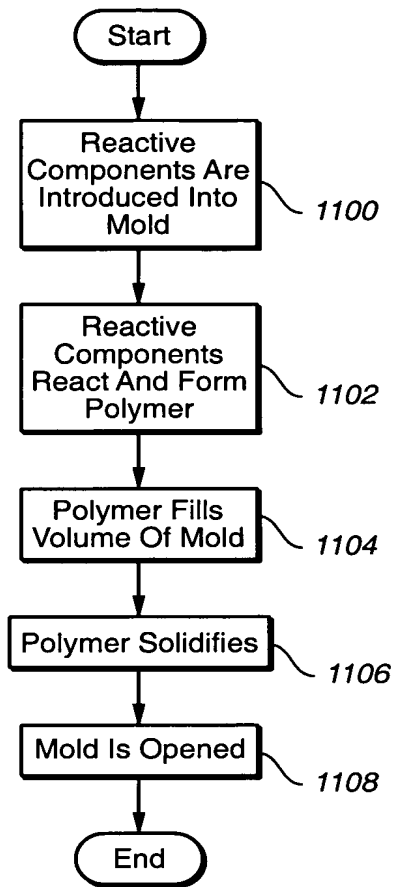 Start
Reactive
Components Are
Introduced Into
Mold
1100
Reactive
Components
React And Form
Polymer
1102
Polymer Fills
Volume Of Mold
1104
Polymer Solidifies
1106
Mold Is Opened
1108
End